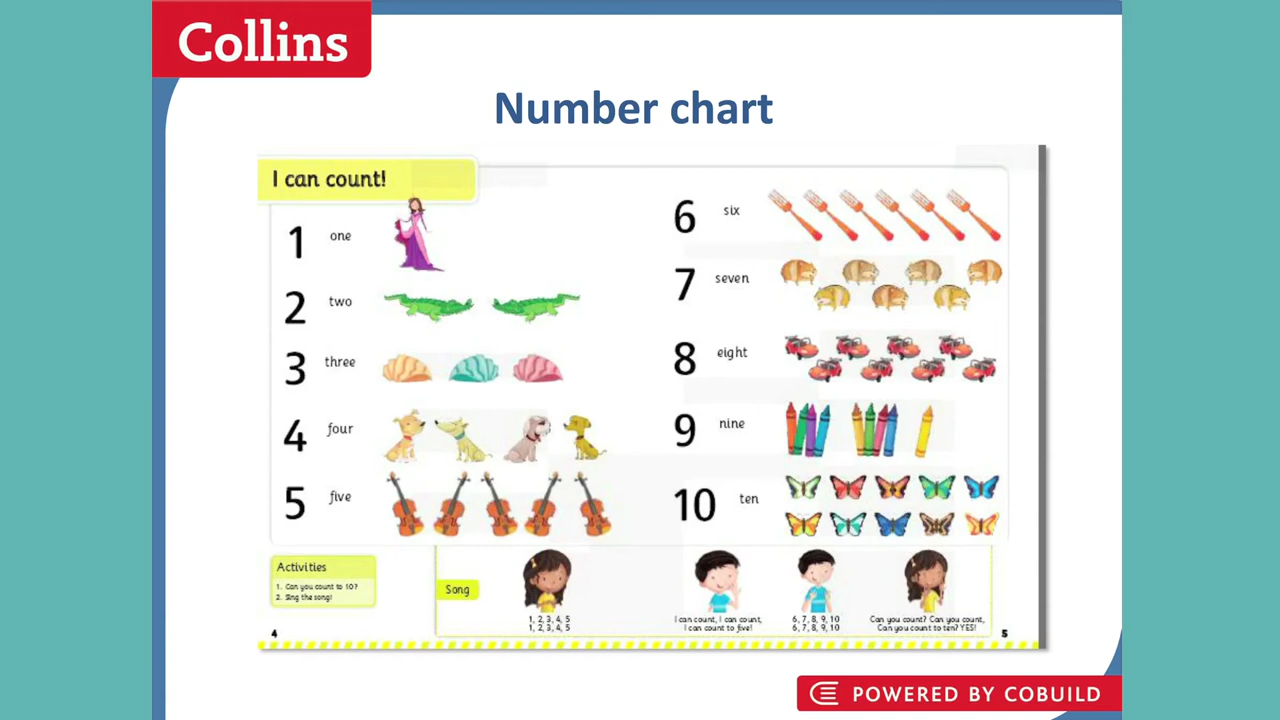 Collins
Number chart
I can count!
1 one
2 two
3 three
4 four
5 five
6 six
7 seven
8 eight
9 nine
10 ten
Activities
1. Can you count to 10?
2. Sing the song!
Song
1, 2, 3, 4, 5
1, 2, 3, 4, 5
I can count, I can count,
I can count to five!
6, 7, 8, 9, 10
6, 7, 8, 9, 10
Can you count? Can you count,
Can you count to ten? YES!
4
5
POWERED BY COBUILD